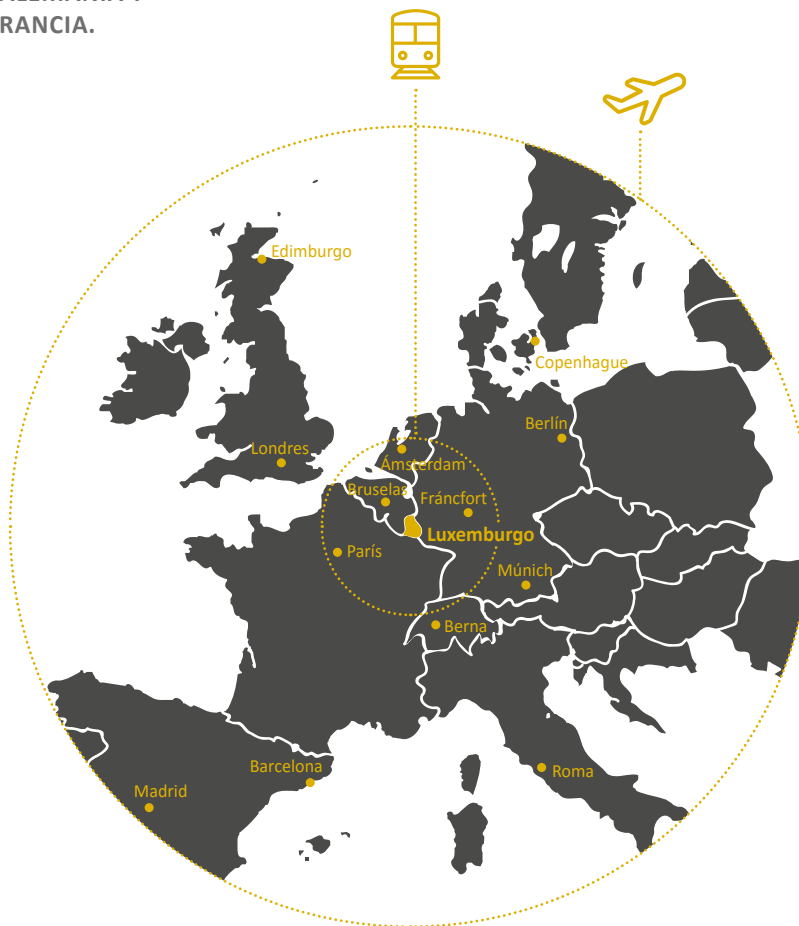 RANCIA.
Edimburgo
Copenhague
Berlín
Londres
Ámsterdam
Bruselas
Fráncfort
Luxemburgo
París
Múnich
Berna
Barcelona
Roma
Madrid